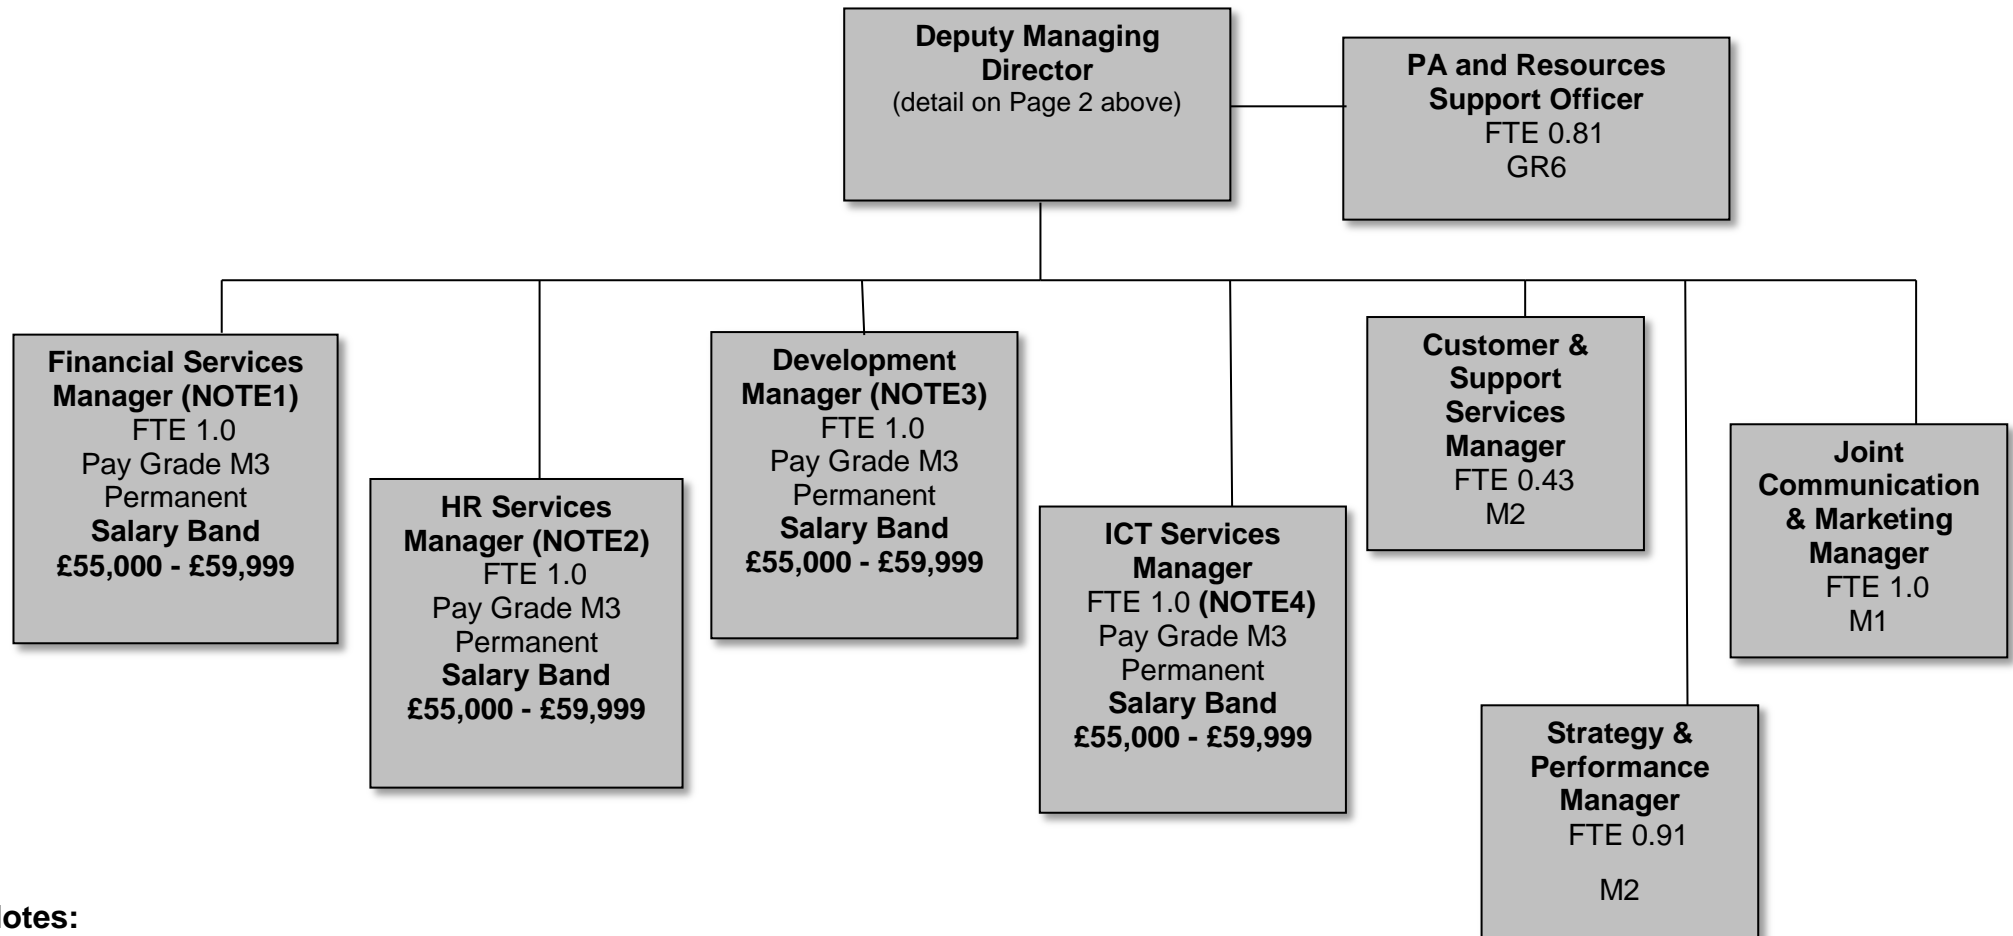 Deputy Managing
Director
(detail on Page 2 above)
PA and Resources
Support Officer
FTE 0.81
GR6
Financial Services
Manager (NOTE1)
FTE 1.0
Pay Grade M3
Permanent
Salary Band
£55,000 - £59,999
HR Services
Manager (NOTE2)
FTE 1.0
Pay Grade M3
Permanent
Salary Band
£55,000 - £59,999
Development
Manager (NOTE3)
FTE 1.0
Pay Grade M3
Permanent
Salary Band
£55,000 - £59,999
ICT Services
Manager
FTE 1.0 (NOTE4)
Pay Grade M3
Permanent
Salary Band
£55,000 - £59,999
Customer &
Support
Services
Manager
FTE 0.43
M2
Strategy &
Performance
Manager
FTE 0.91
M2
Joint
Communication
& Marketing
Manager
FTE 1.0
M1
lotes: